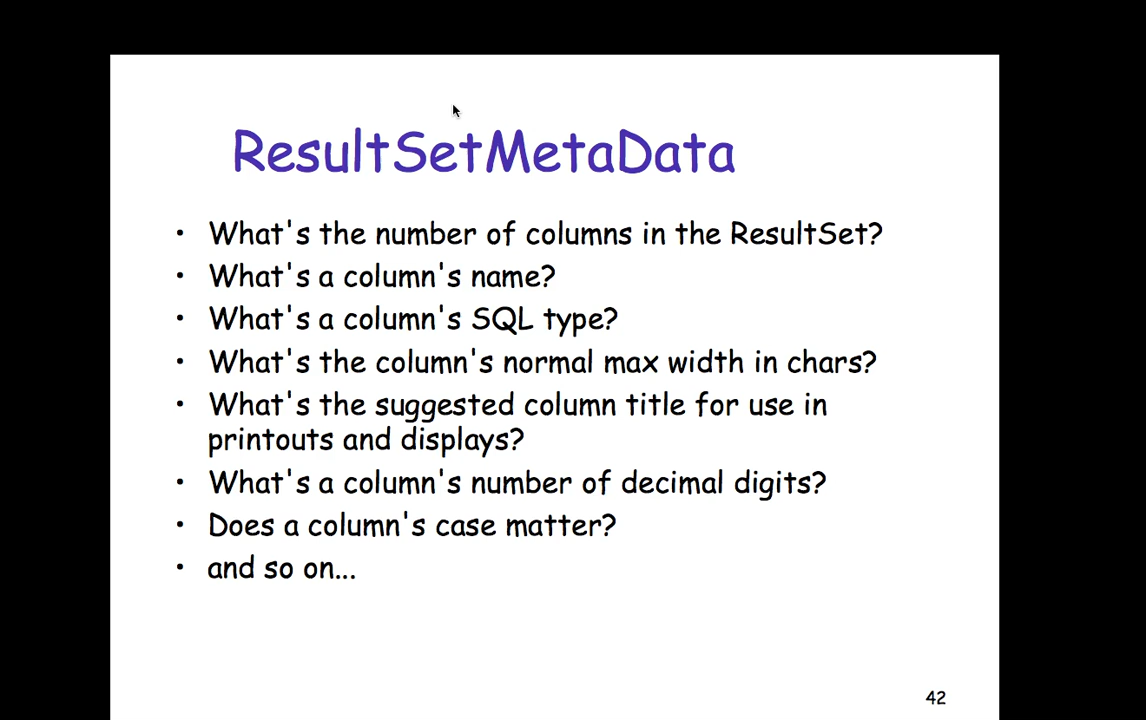 ResultSetMetaData
• What's the number of columns in the ResultSet?
• What's a column's name?
• What's a column's SQL type?
• What's the column's normal max width in chars?
• What's the suggested column title for use in
printouts and displays?
• What's a column's number of decimal digits?
• Does a column's case matter?
• and so on...
42